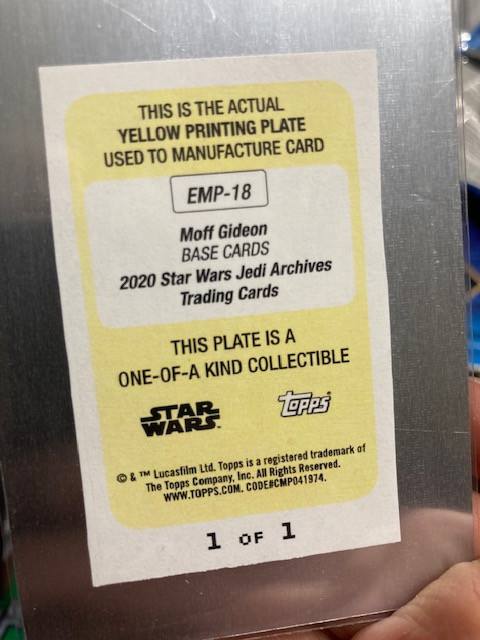 THIS IS THE ACTUAL
YELLOW PRINTING PLATE
USED TO MANUFACTURE CARD
EMP-18
Moff Gideon
BASE CARDS
2020 Star Wars Jedi Archives
Trading Cards
THIS PLATE IS A
ONE-OF-A KIND COLLECTIBLE
STAR
WARS
TOPPS
© & ™ Lucasfilm Ltd. Topps is a registered trademark of
The Topps Company, Inc. All Rights Reserved.
WWW.TOPPS.COM. CODE#CMP041974.
1 OF 1